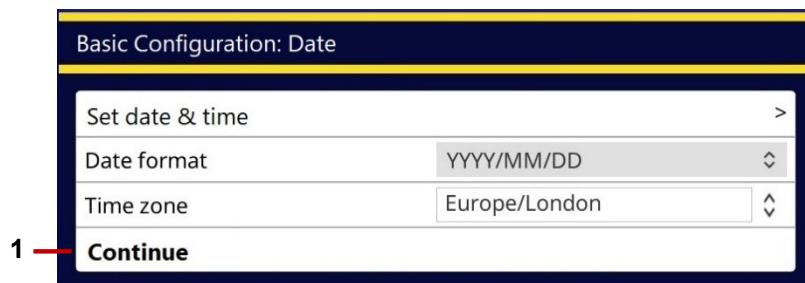 Basic Configuration: Date
Set date & time >
Date format YYYY/MM/DD
Time zone Europe/London
1 Continue